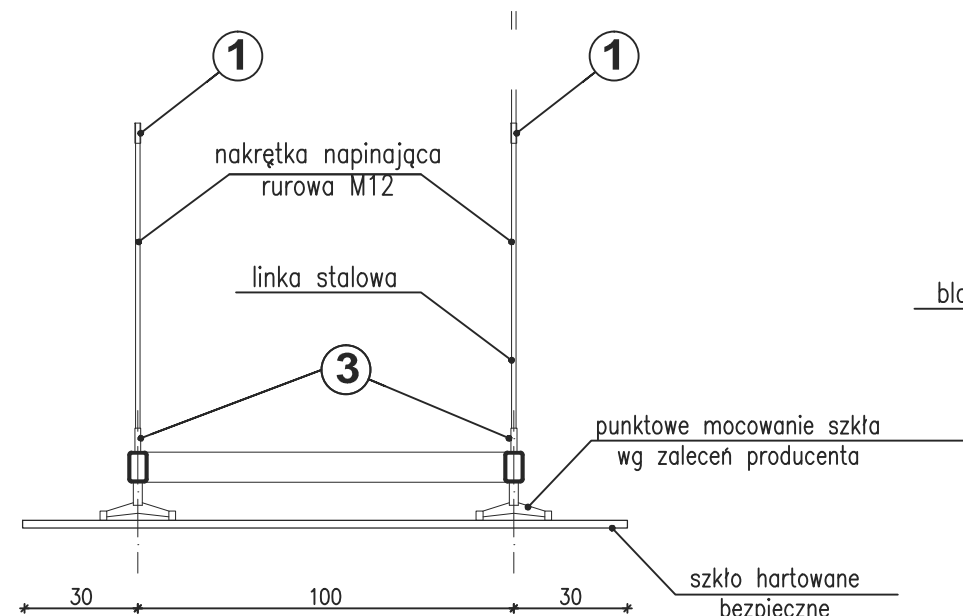 1
1
nakrętka napinająca
rurowa M12
linka stalowa
3
punktowe mocowanie szkła
wg zaleceń producenta
szkło hartowane
bezpieczne
30
100
30